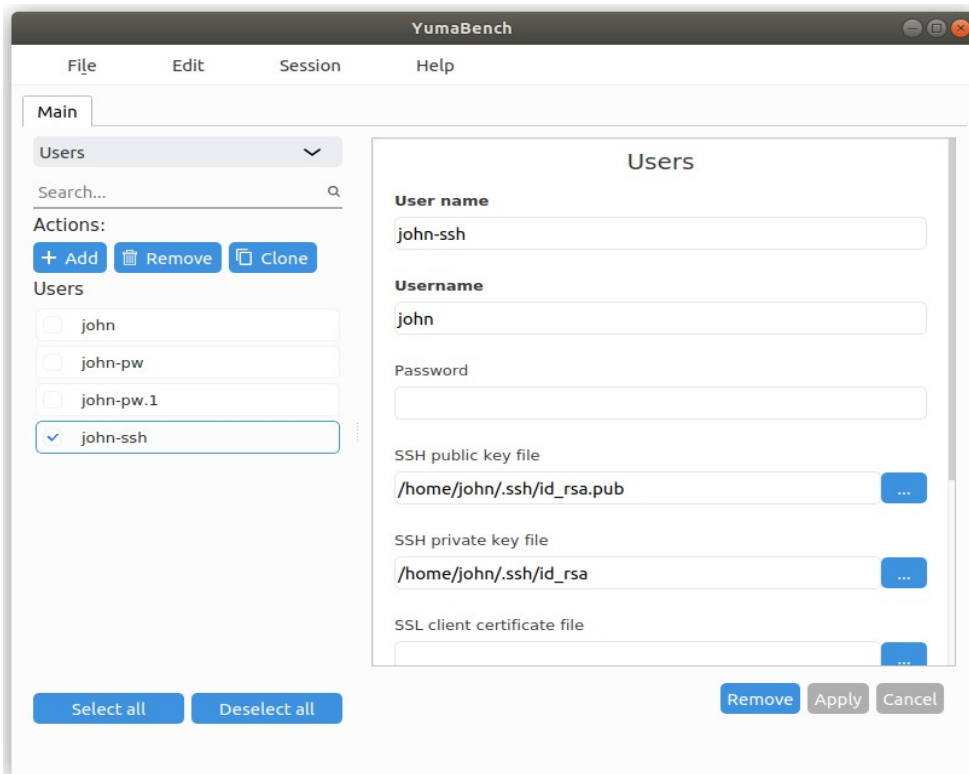 YumaBench
File Edit Session Help
Main
Users
Search...
Actions:
+ Add Remove Clone
Users
john
john-pw
john-pw.1
john-ssh
Select all Deselect all
Users
User name
john-ssh
Username
john
Password
SSH public key file
/home/john/.ssh/id_rsa.pub ...
SSH private key file
/home/john/.ssh/id_rsa ...
SSL client certificate file
...
Remove Apply Cancel